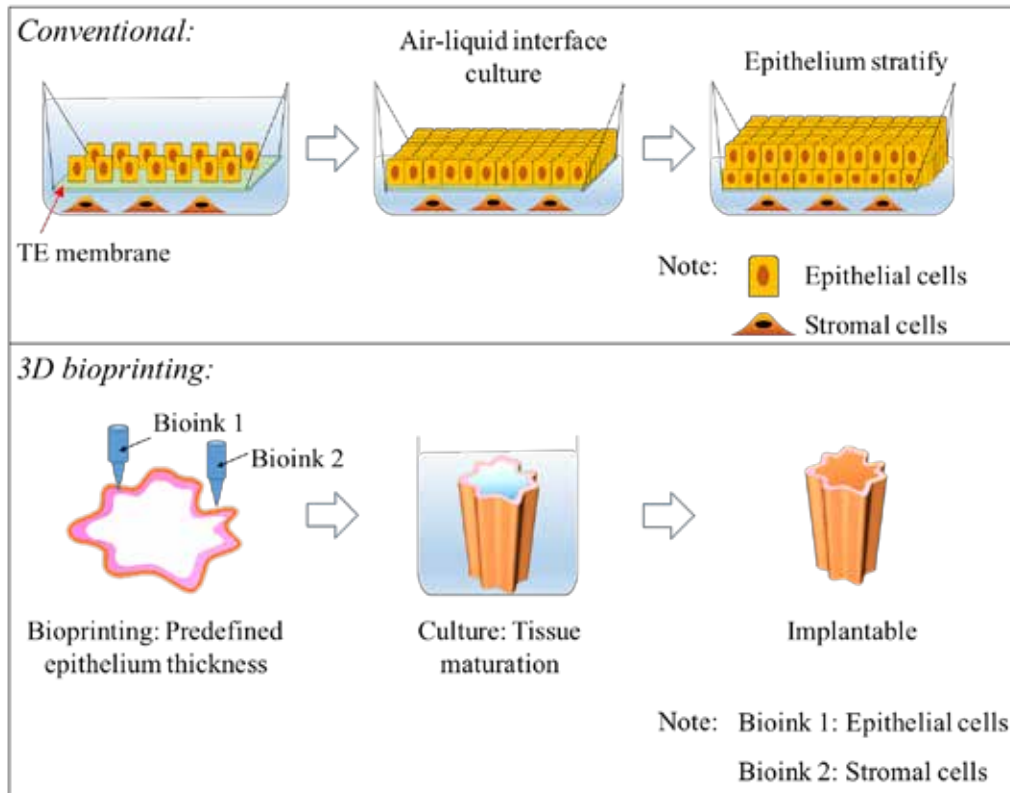 Conventional:
Air-liquid interface
culture
Epithelium stratify
TE membrane
Note:
Epithelial cells
Stromal cells
3D bioprinting:
Bioink 1
Bioink 2
Bioprinting: Predefined
epithelium thickness
Culture: Tissue
maturation
Implantable
Note: Bioink 1: Epithelial cells
Bioink 2: Stromal cells